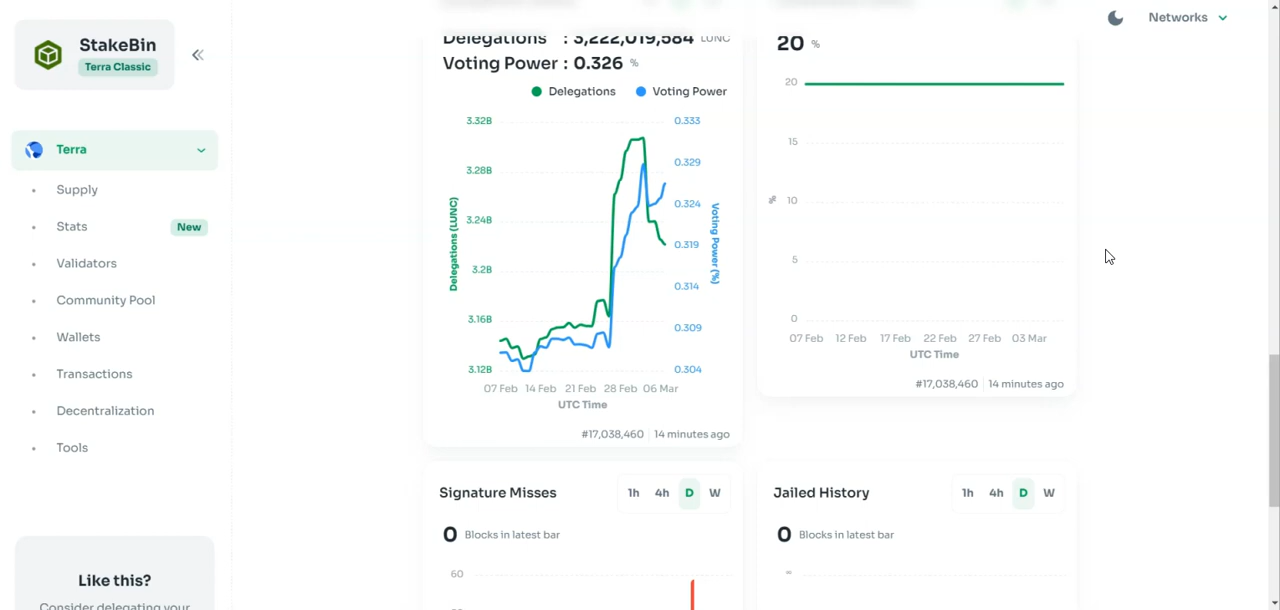 StakeBin
Terra Classic
Terra
Supply
Stats New
Validators
Community Pool
Wallets
Transactions
Decentralization
Tools
Like this?
Consider delegating your
Networks
Delegations : 3,222,019,584 LUNC
Voting Power : 0.326 %
Delegations Voting Power
3.32B
3.28B
3.24B
3.2B
3.16B
3.12B
Delegations (LUNC)
0.333
0.329
0.324
0.319
0.314
0.309
0.304
Voting Power (%)
07 Feb 14 Feb 21 Feb 28 Feb 06 Mar
UTC Time
#17,038,460 14 minutes ago
20 %
20
15
10
5
0
%
07 Feb 12 Feb 17 Feb 22 Feb 27 Feb 03 Mar
UTC Time
#17,038,460 14 minutes ago
Signature Misses 1h 4h D W
0 Blocks in latest bar
60
Jailed History 1h 4h D W
0 Blocks in latest bar